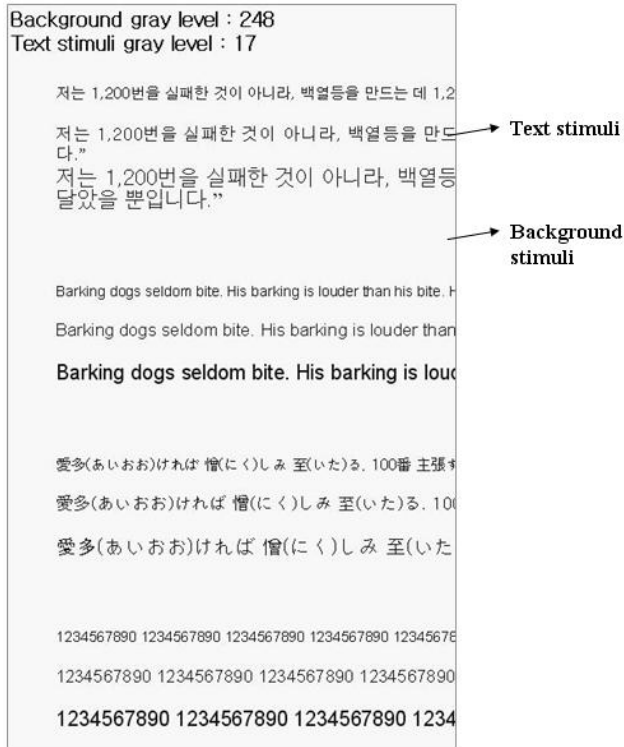 Background gray level : 248
Text stimuli gray level : 17
저는 1,200번을 실패한 것이 아니라, 백열등을 만드는 데 1,2
저는 1,200번을 실패한 것이 아니라, 백열등을 만드
다.”
저는 1,200번을 실패한 것이 아니라, 백열등
달았을 뿐입니다.”
Text stimuli
Background
stimuli
Barking dogs seldom bite. His barking is louder than his bite. H
Barking dogs seldom bite. His barking is louder than
Barking dogs seldom bite. His barking is loud
愛多(あいおお)ければ 憎(にく)しみ 至(いた)る. 100番 主張す
愛多(あいおお)ければ 憎(にく)しみ 至(いた)る. 100
愛多(あいおお)ければ 憎(にく)しみ 至(いた
1234567890 1234567890 1234567890 1234567890 12345678
1234567890 1234567890 1234567890 1234567890
1234567890 1234567890 1234567890 1234